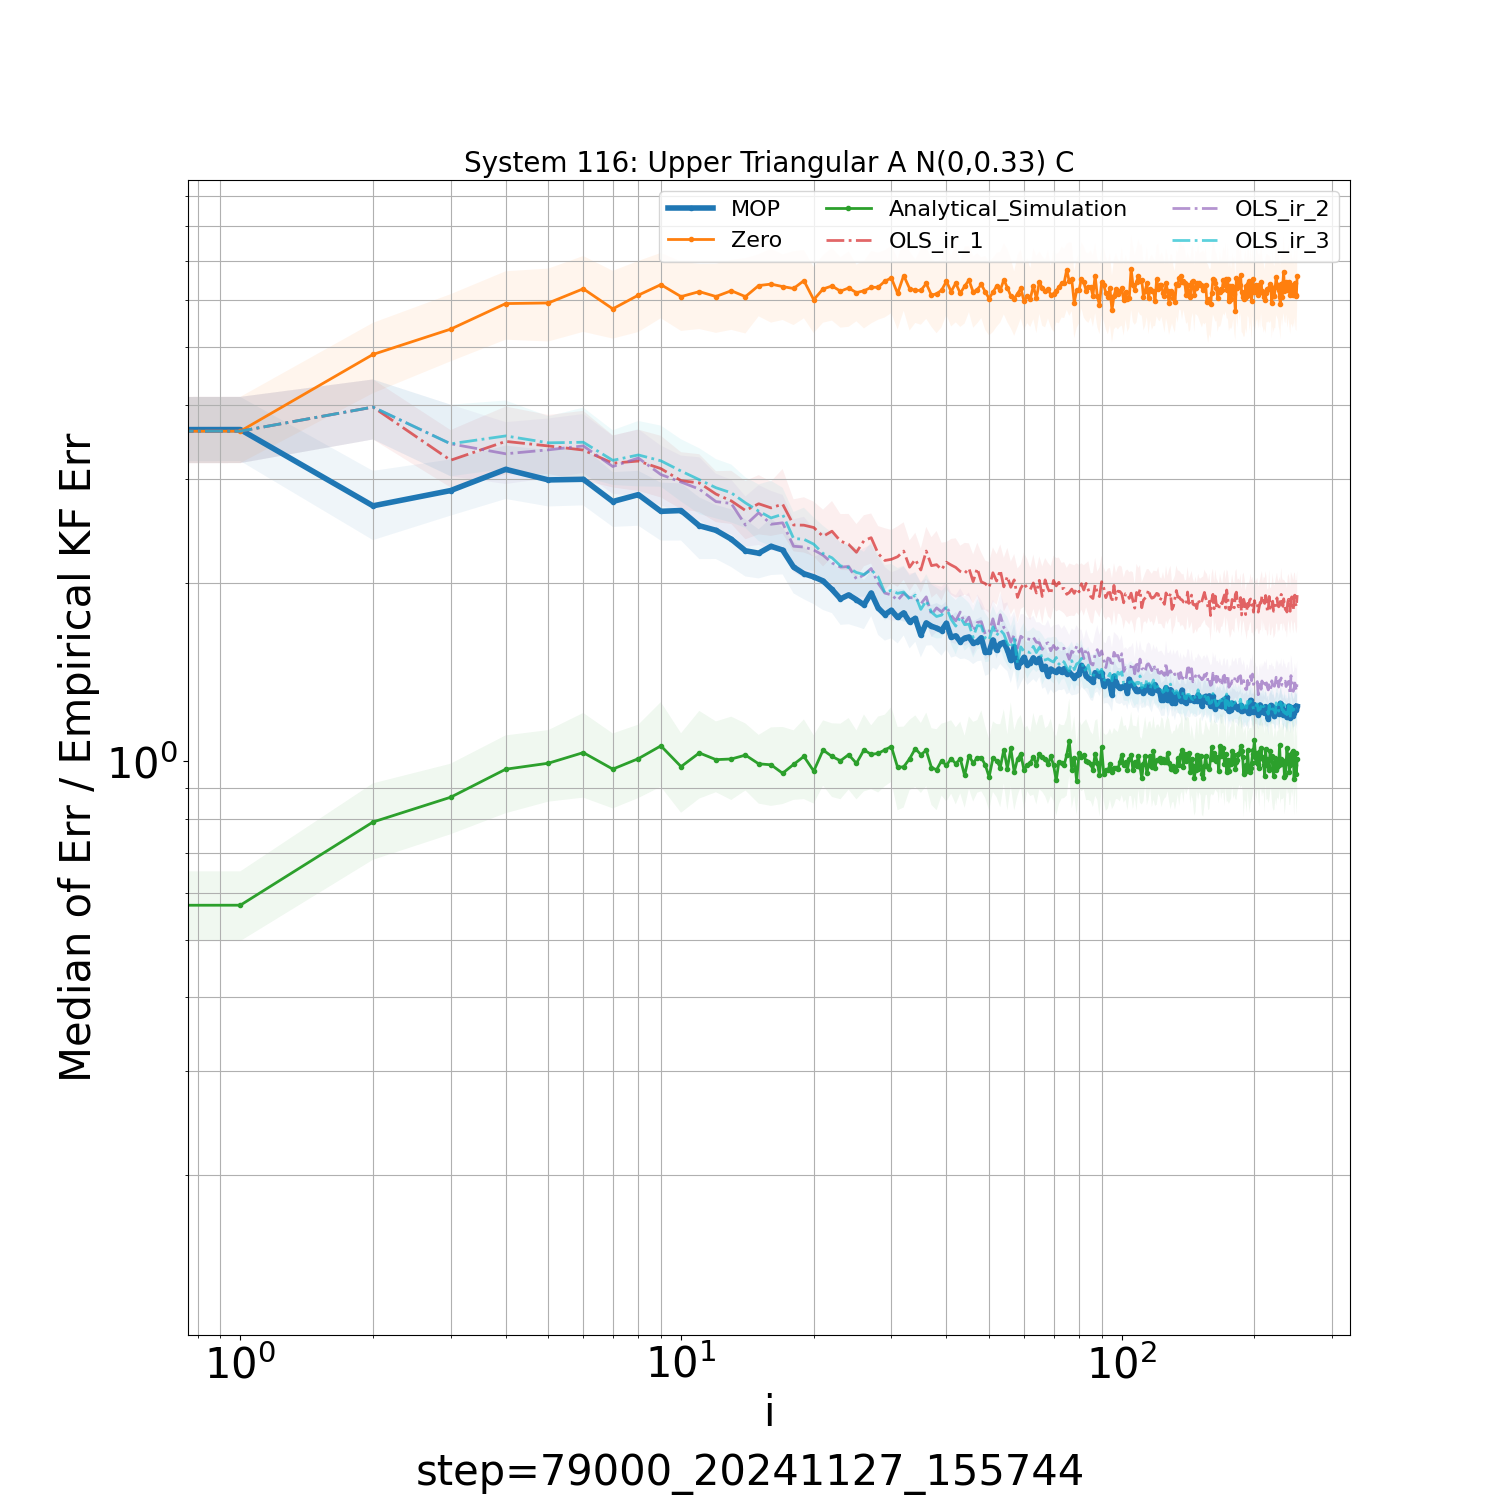 System 116: Upper Triangular A N(0,0.33) C
MOP
Zero
Analytical_Simulation
OLS_ir_1
OLS_ir_2
OLS_ir_3
Median of Err / Empirical KF Err
10⁰
10⁰
10¹
10²
i
step=79000_20241127_155744